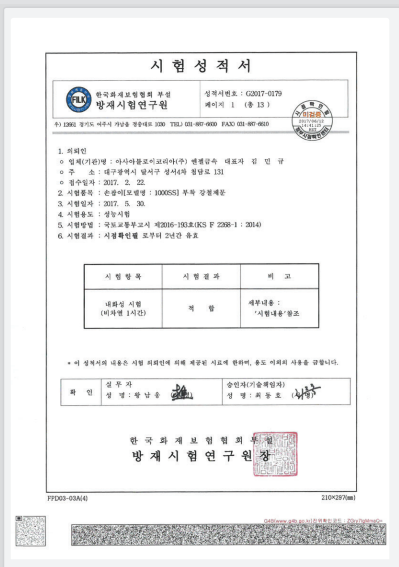 시 험 성 적 서
FILK
한국화재보험협회 부설
방재시험연구원
성적서번호 : G2017-0179
페이지 1 (총 13 )
우) 12661 경기도 여주시 가남읍 경충대로 1030 TEL) 031-887-6600 FAX) 031-887-6610
2017/06/12
1. 의뢰인
○ 업체(기관)명 : 아사아블로이코리아(주) 엔젤금속 대표자 김 민 규
○ 주 소 : 대구광역시 달서구 성서4차 첨단로 131
○ 접수일자 : 2017. 2. 22.
2. 시험품목 : 손잡이[모델명 : 1000SS] 부착 강철제문
3. 시험일자 : 2017. 5. 30.
4. 시험용도 : 성능시험
5. 시험방법 : 국토교통부고시 제2016-193호(KS F 2268-1 : 2014)
6. 시험결과 : 시점확인필 로부터 2년간 유효
시 험 항 목 시 험 결 과 비 고
내화성 시험
(비차열 1시간)
적 합
세부내용 :
'시험내용'참조
* 이 성적서의 내용은 시험 의뢰인에 의해 제공된 시료에 한하며, 용도 이외의 사용을 금합니다.
확 인
실 무 자
성 명 : 왕 남 웅
승인자(기술책임자)
성 명 : 최 동 호
한 국 화 재 보 험 협 회 부 설
방 재 시 험 연 구 원 장
FPD03-03A(4)
210×297(㎜)